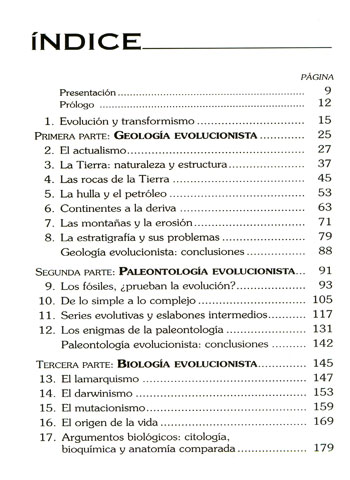 ÍNDICE
PÁGINA
Presentación 9
Prólogo 12
1. Evolución y transformismo 15
PRIMERA PARTE: GEOLOGÍA EVOLUCIONISTA 25
2. El actualismo 27
3. La Tierra: naturaleza y estructura 37
4. Las rocas de la Tierra 45
5. La hulla y el petróleo 53
6. Continentes a la deriva 63
7. Las montañas y la erosión 71
8. La estratigrafía y sus problemas 79
Geología evolucionista: conclusiones 88
SEGUNDA PARTE: PALEONTOLOGÍA EVOLUCIONISTA... 91
9. Los fósiles, ¿prueban la evolución? 93
10. De lo simple a lo complejo 105
11. Series evolutivas y eslabones intermedios 117
12. Los enigmas de la paleontología 131
Paleontología evolucionista: conclusiones 142
TERCERA PARTE: BIOLOGÍA EVOLUCIONISTA 145
13. El lamarquismo 147
14. El darwinismo 153
15. El mutacionismo 159
16. El origen de la vida 169
17. Argumentos biológicos: citología,
bioquímica y anatomía comparada 179